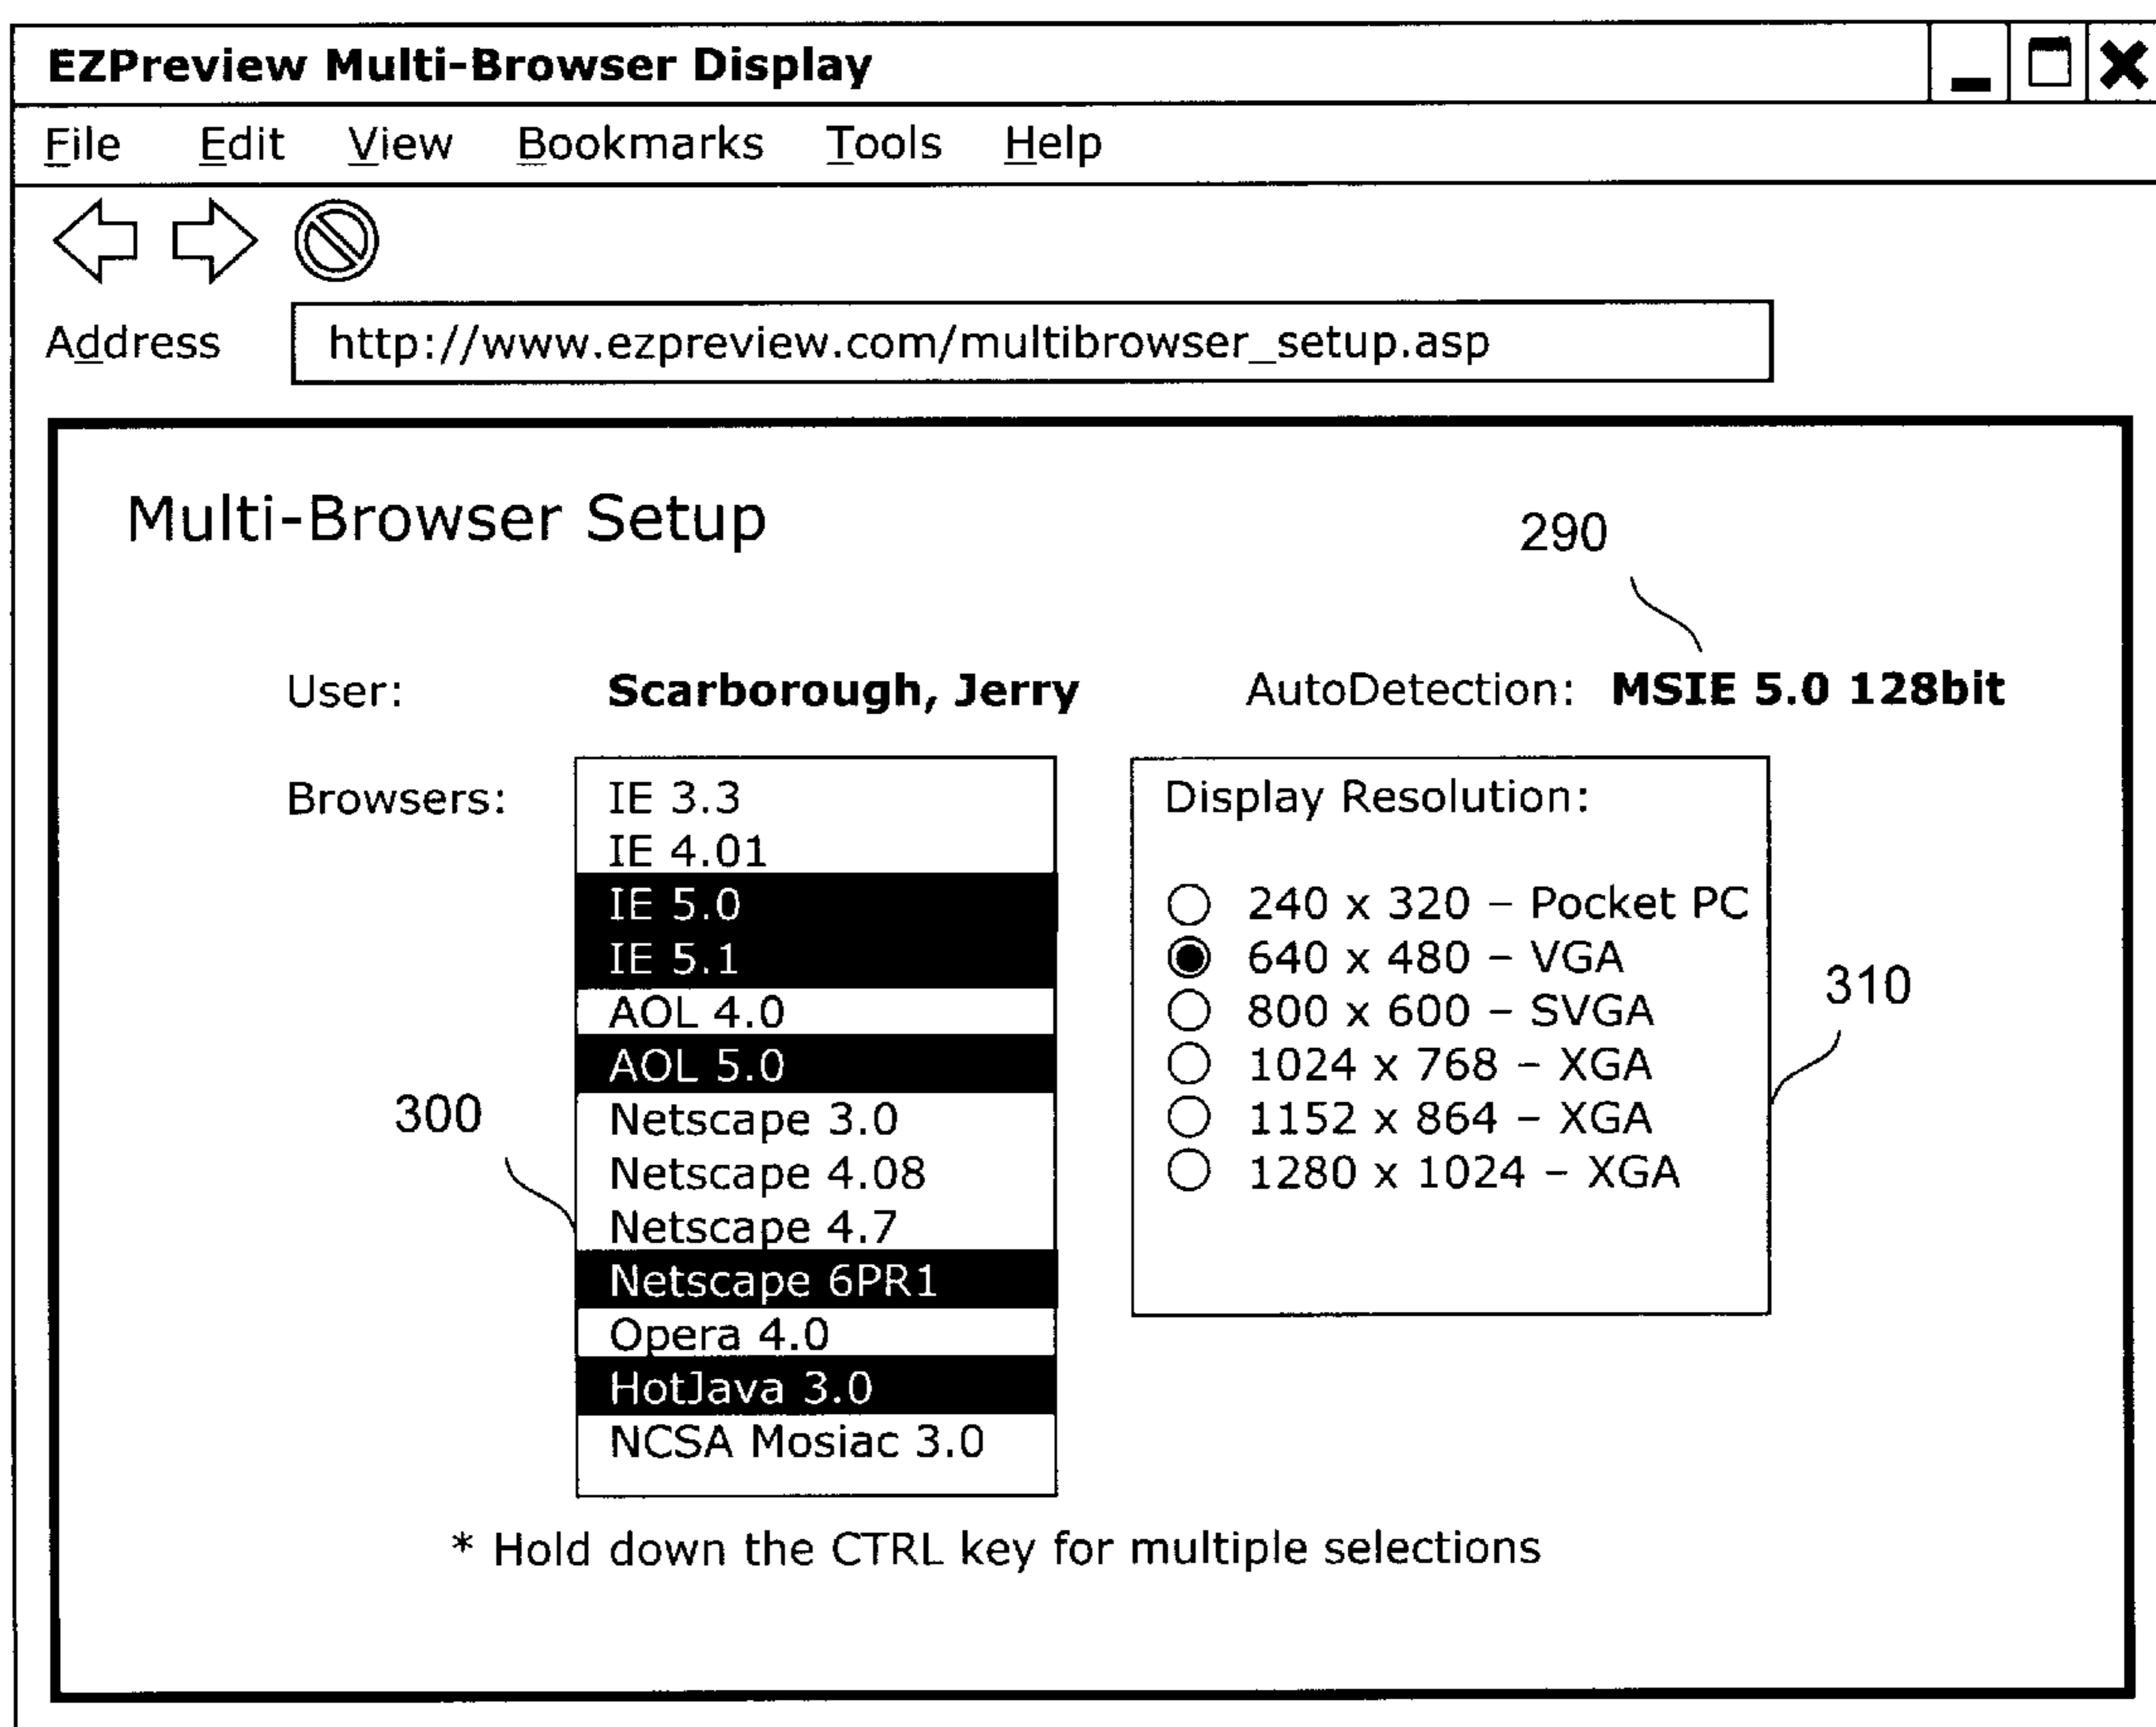 EZPreview Multi-Browser Display
File Edit View Bookmarks Tools Help
Address http://www.ezpreview.com/multibrowser_setup.asp
Multi-Browser Setup
290
User: Scarborough, Jerry AutoDetection: MSIE 5.0 128bit
Browsers:
IE 3.3
IE 4.01
IE 5.0
IE 5.1
AOL 4.0
AOL 5.0
Netscape 3.0
Netscape 4.08
Netscape 4.7
Netscape 6PR1
Opera 4.0
HotJava 3.0
NCSA Mosiac 3.0
300
Display Resolution:
240 x 320 – Pocket PC
640 x 480 – VGA
800 x 600 – SVGA
1024 x 768 – XGA
1152 x 864 – XGA
1280 x 1024 – XGA
310
* Hold down the CTRL key for multiple selections